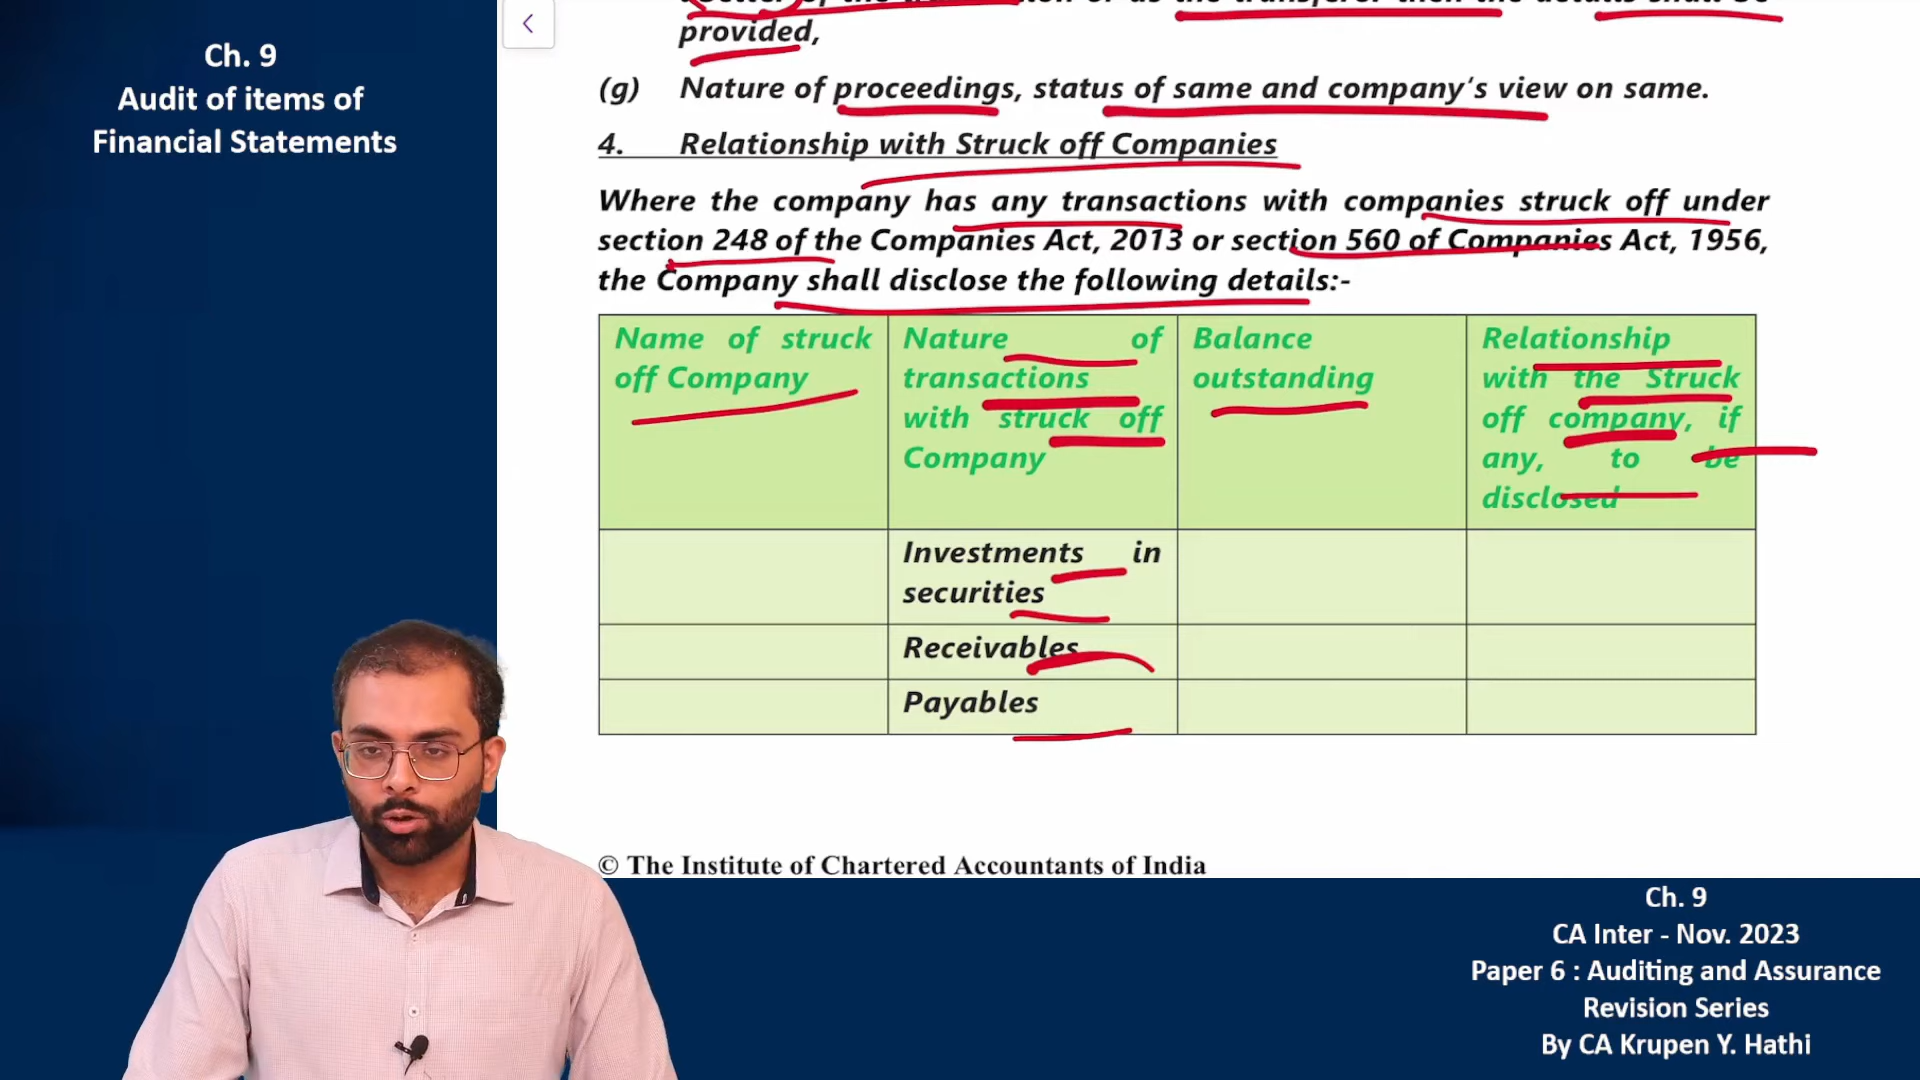 Ch. 9
Audit of items of
Financial Statements
provided,
(g) Nature of proceedings, status of same and company's view on same.
4. Relationship with Struck off Companies
Where the company has any transactions with companies struck off under
section 248 of the Companies Act, 2013 or section 560 of Companies Act, 1956,
the Company shall disclose the following details:-
Name of struck
off Company
Nature of
transactions
with struck off
Company
Balance
outstanding
Relationship
with the Struck
off company, if
any, to be
disclosed
Investments in
securities
Receivables
Payables
© The Institute of Chartered Accountants of India
Ch. 9
CA Inter - Nov. 2023
Paper 6 : Auditing and Assurance
Revision Series
By CA Krupen Y. Hathi